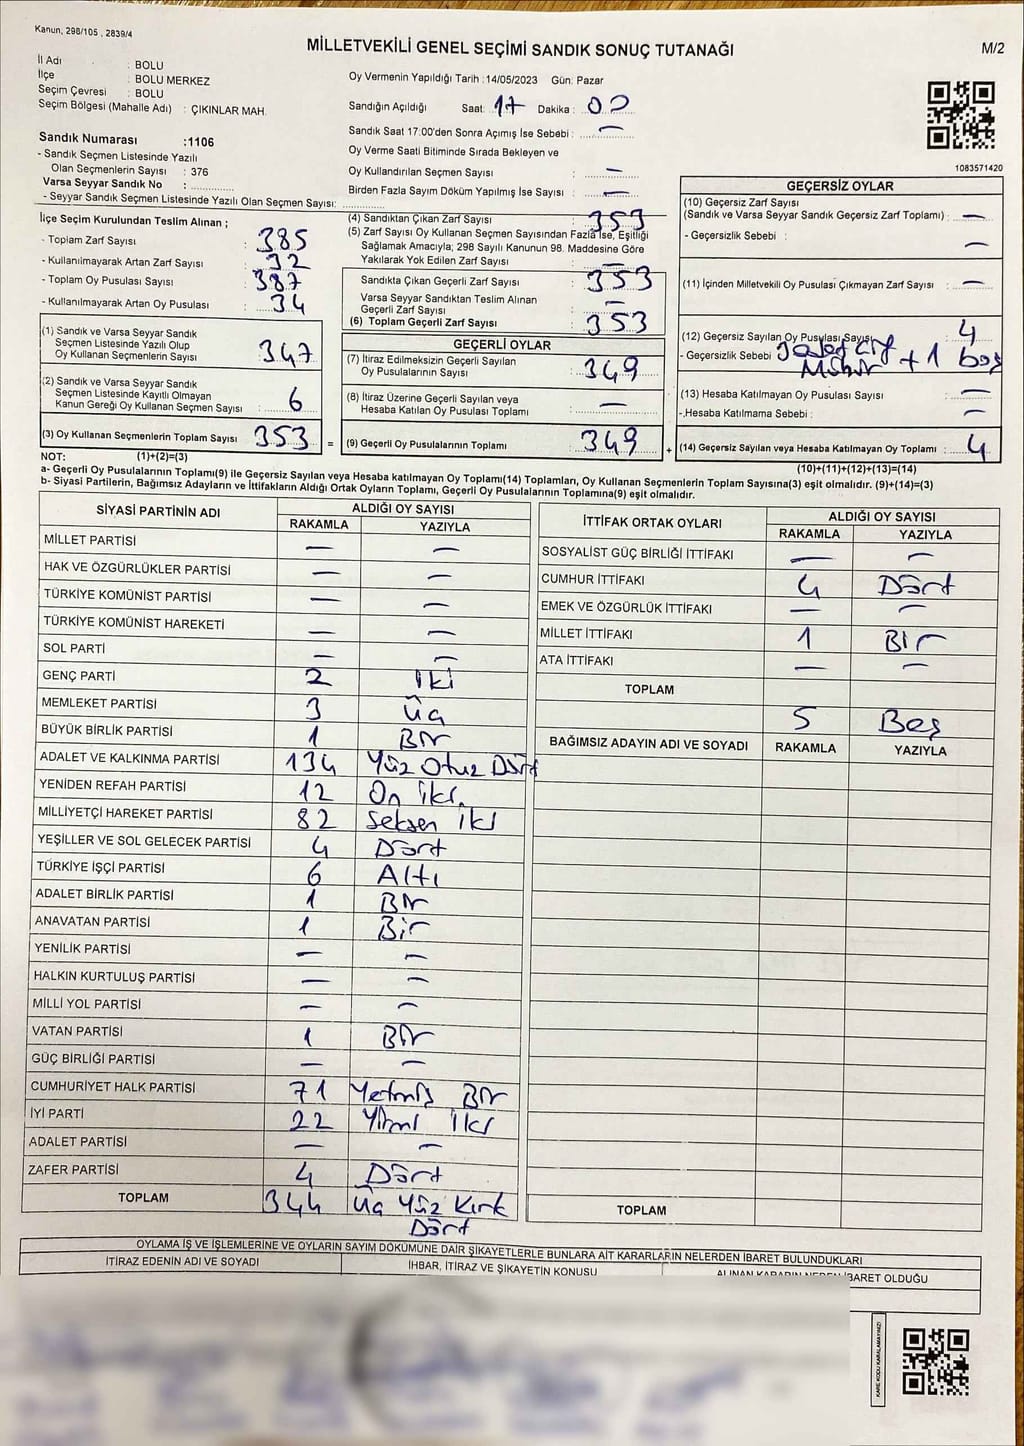 Kanun, 298/105 , 2839/4
MİLLETVEKİLİ GENEL SEÇİMİ SANDIK SONUÇ TUTANAĞI
M/2
İl Adı : BOLU
İlçe : BOLU MERKEZ
Seçim Çevresi : BOLU
Seçim Bölgesi (Mahalle Adı) : ÇIKINLAR MAH.
Sandık Numarası :1106
- Sandık Seçmen Listesinde Yazılı
Olan Seçmenlerin Sayısı : 376
Varsa Seyyar Sandık No :
- Seyyar Sandık Seçmen Listesinde Yazılı Olan Seçmen Sayısı:
Oy Vermenin Yapıldığı Tarih :14/05/2023 Gün: Pazar
Sandığın Açıldığı Saat: 17 Dakika : 00
Sandık Saat 17:00'den Sonra Açımış İse Sebebi : —
Oy Verme Saati Bitiminde Sırada Bekleyen ve
Oy Kullandırılan Seçmen Sayısı : —
Birden Fazla Sayım Döküm Yapılmış İse Sayısı : —
1083571420
İlçe Seçim Kurulundan Teslim Alınan ;
- Toplam Zarf Sayısı : 385
- Kullanılmayarak Artan Zarf Sayısı : 32
- Toplam Oy Pusulası Sayısı : 387
- Kullanılmayarak Artan Oy Pusulası : 34
(1) Sandık ve Varsa Seyyar Sandık
Seçmen Listesinde Yazılı Olup
Oy Kullanan Seçmenlerin Sayısı : 347
(2) Sandık ve Varsa Seyyar Sandık
Seçmen Listesinde Kayıtlı Olmayan
Kanun Gereği Oy Kullanan Seçmen Sayısı : 6
(3) Oy Kullanan Seçmenlerin Toplam Sayısı : 353 =
(4) Sandıktan Çıkan Zarf Sayısı : 353
(5) Zarf Sayısı Oy Kullanan Seçmen Sayısından Fazla İse, Eşitliği
Sağlamak Amacıyla; 298 Sayılı Kanunun 98. Maddesine Göre
Yakılarak Yok Edilen Zarf Sayısı : —
Sandıkta Çıkan Geçerli Zarf Sayısı : 353
Varsa Seyyar Sandıktan Teslim Alınan
Geçerli Zarf Sayısı : —
(6) Toplam Geçerli Zarf Sayısı : 353
GEÇERLİ OYLAR
(7) İtiraz Edilmeksizin Geçerli Sayılan
Oy Pusulasının Sayısı : 349
(8) İtiraz Üzerine Geçerli Sayılan veya
Hesaba Katılan Oy Pusulası Toplamı : —
(9) Geçerli Oy Pusulalarının Toplamı : 349 +
GEÇERSİZ OYLAR
(10) Geçersiz Zarf Sayısı
(Sandık ve Varsa Seyyar Sandık Geçersiz Zarf Toplamı) : —
- Geçersizlik Sebebi : —
(11) İçinden Milletvekili Oy Pusulası Çıkmayan Zarf Sayısı : —
(12) Geçersiz Sayılan Oy Pusulası Sayısı : 4
- Geçersizlik Sebebi : 3 adet çift + 1 boş
Mühür
(13) Hesaba Katılmayan Oy Pusulası Sayısı : —
-.Hesaba Katılmama Sebebi : —
(14) Geçersiz Sayılan veya Hesaba Katılmayan Oy Toplamı : 4
NOT: (1)+(2)=(3) (10)+(11)+(12)+(13)=(14)
a- Geçerli Oy Pusulalarının Toplamı(9) ile Geçersiz Sayılan veya Hesaba katılmayan Oy Toplamı(14) Toplamları, Oy Kullanan Seçmenlerin Toplam Sayısına(3) eşit olmalıdır. (9)+(14)=(3)
b- Siyasi Partilerin, Bağımsız Adayların ve İttifakların Aldığı Ortak Oyların Toplamı, Geçerli Oy Pusulalarının Toplamına(9) eşit olmalıdır.
SİYASİ PARTİNİN ADI ALDIĞI OY SAYISI
RAKAMLA YAZIYLA
MİLLET PARTİSİ — —
HAK VE ÖZGÜRLÜKLER PARTİSİ — —
TÜRKİYE KOMÜNİST PARTİSİ — —
TÜRKİYE KOMÜNİST HAREKETİ — —
SOL PARTİ — —
GENÇ PARTİ 2 İki
MEMLEKET PARTİSİ 3 Üç
BÜYÜK BİRLİK PARTİSİ 1 Bir
ADALET VE KALKINMA PARTİSİ 134 Yüz Otuz Dört
YENİDEN REFAH PARTİSİ 12 On iki
MİLLİYETÇİ HAREKET PARTİSİ 82 Seksen iki
YEŞİLLER VE SOL GELECEK PARTİSİ 4 Dört
TÜRKİYE İŞÇİ PARTİSİ 6 Altı
ADALET BİRLİK PARTİSİ 1 Bir
ANAVATAN PARTİSİ 1 Bir
YENİLİK PARTİSİ — —
HALKIN KURTULUŞ PARTİSİ — —
MİLLİ YOL PARTİSİ — —
VATAN PARTİSİ 1 Bir
GÜÇ BİRLİĞİ PARTİSİ — —
CUMHURİYET HALK PARTİSİ 71 Yetmiş Bir
İYİ PARTİ 22 Yirmi İki
ADALET PARTİSİ — —
ZAFER PARTİSİ 4 Dört
TOPLAM 344 Üç Yüz Kırk
Dört
İTTİFAK ORTAK OYLARI ALDIĞI OY SAYISI
RAKAMLA YAZIYLA
SOSYALİST GÜÇ BİRLİĞİ İTTİFAKI — —
CUMHUR İTTİFAKI 4 Dört
EMEK VE ÖZGÜRLÜK İTTİFAKI — —
MİLLET İTTİFAKI 1 Bir
ATA İTTİFAKI — —
TOPLAM
5 Beş
BAĞIMSIZ ADAYIN ADI VE SOYADI RAKAMLA YAZIYLA
TOPLAM
OYLAMA İŞ VE İŞLEMLERİNE VE OYLARIN SAYIM DÖKÜMÜNE DAİR ŞİKAYETLERLE BUNLARA AİT KARARLARIN NELERDEN İBARET BULUNDUKLARI
İTİRAZ EDENİN ADI VE SOYADI İHBAR, İTİRAZ VE ŞİKAYETİN KONUSU ALINAN KARARIN NEDEN İBARET OLDUĞU
KARE KODU KARALAMAYINIZ!